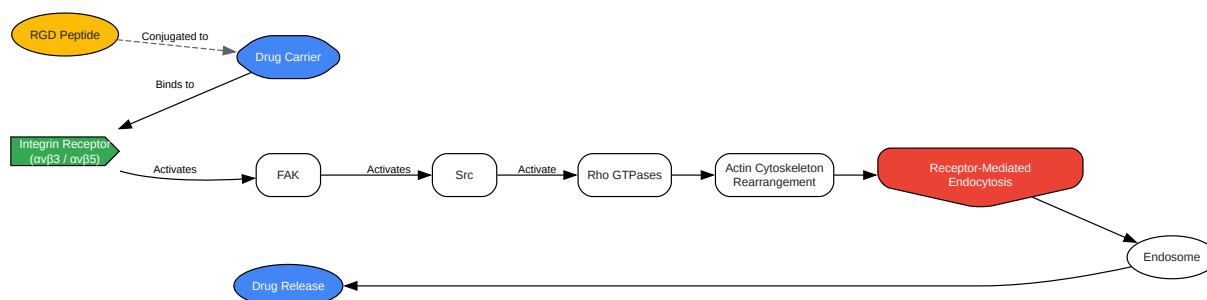 RGD Peptide
Conjugated to
Drug Carrier
Binds to
Integrin Receptor
(αvβ3 / αvβ5)
Activates
FAK
Activates
Src
Activate
Rho GTPases
Actin Cytoskeleton
Rearrangement
Receptor-Mediated
Endocytosis
Endosome
Drug Release